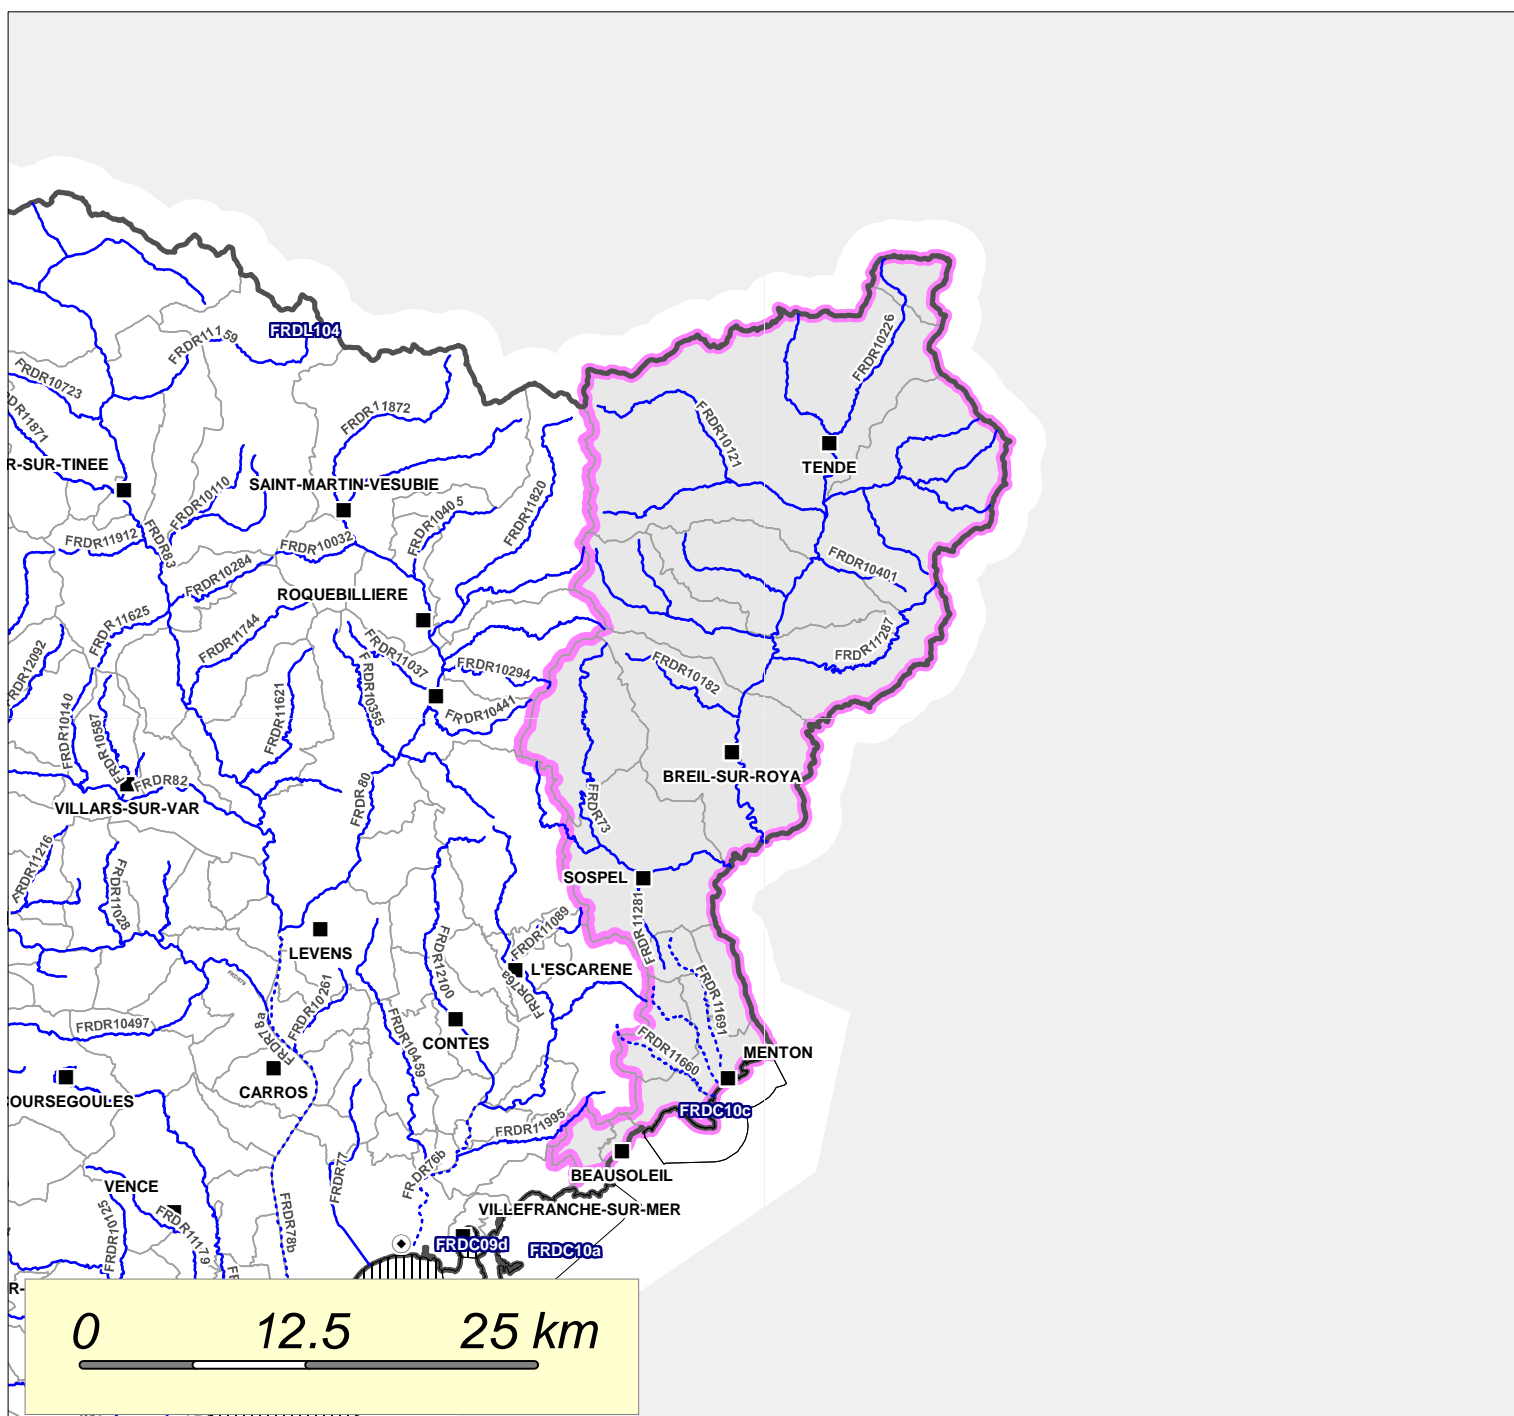 FRDL104
FRDR11159
FRDR10226
FRDR10723
DR11871
FRDR11872
FRDR10121
TENDE
R-SUR-TINEE
SAINT-MARTIN-VESUBIE
FRDR10110
FRDR10405
FRDR11820
FRDR11912
FRDR83
FRDR10032
FRDR10284
FRDR10401
ROQUEBILLIERE
FRDR11625
FRDR11744
FRDR11037
FRDR11287
FRDR12092
FRDR10355
FRDR10294
FRDR10182
FRDR10140
FRDR10587
FRDR11621
FRDR10441
FRDR82
FRDR80
BREIL-SUR-ROYA
VILLARS-SUR-VAR
FRDR73
FRDR11216
FRDR11028
SOSPEL
FRDR11281
FRDR11089
LEVENS
FRDR12100
L'ESCARENE
FRDR76a
FRDR10261
FRDR11691
FRDR10497
FRDR78a
FRDR10459
CONTES
FRDR11660
MENTON
CARROS
OURSEGOULES
FRDC10c
FRDR11995
FRDR76b
FRDR77
BEAUSOLEIL
VENCE
FRDR10125
FRDR11179
FRDR78b
VILLEFRANCHE-SUR-MER
FRDC09d
FRDC10a
FR
R-
0 12.5 25 km